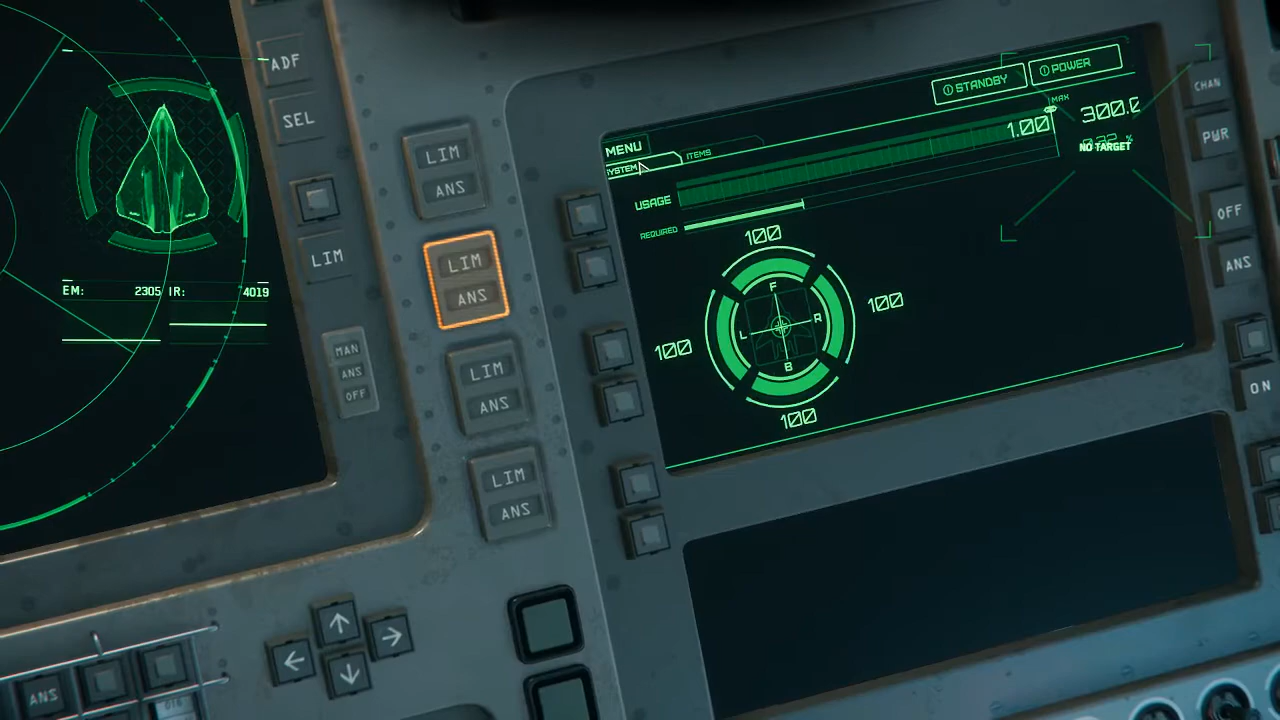 ADF
SEL
LIM
MAN
ANS
OFF
EM: 2305 IR: 4019
LIM
ANS
LIM
ANS
LIM
ANS
LIM
ANS
ANS
STANDBY
POWER
MENU
YSTEM
ITEMS
MAX
300.0
1.00
NO TARGET
USAGE
REQUIRED
100
100
100
100
F
L
R
B
CHAN
PWR
OFF
ANS
ON